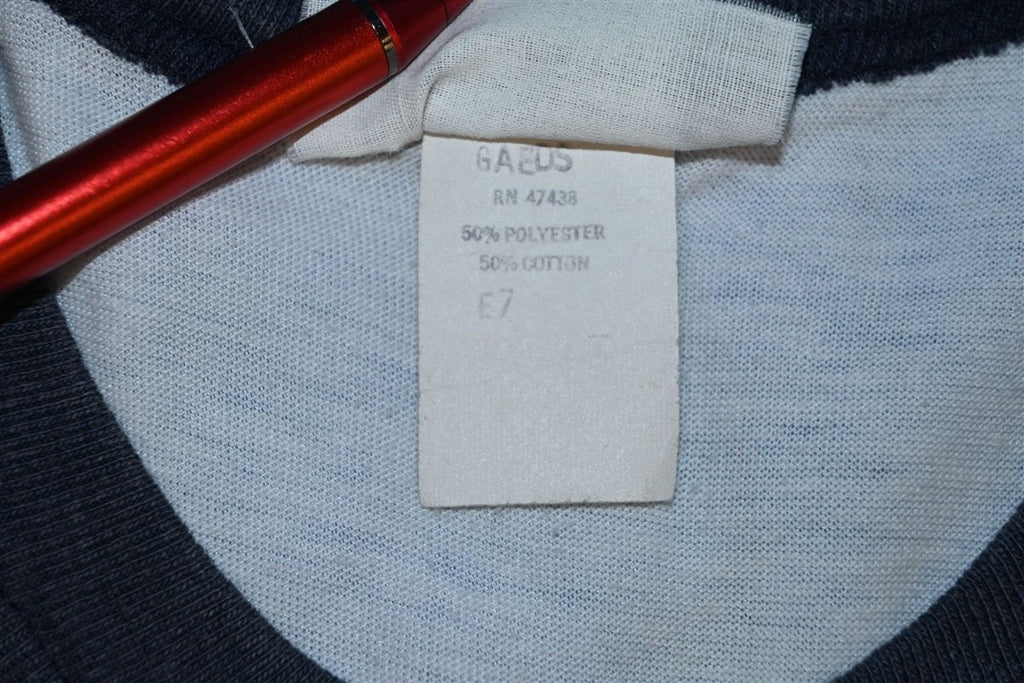 GAEDS
RN 47438
50% POLYESTER
50% COTTON
E7